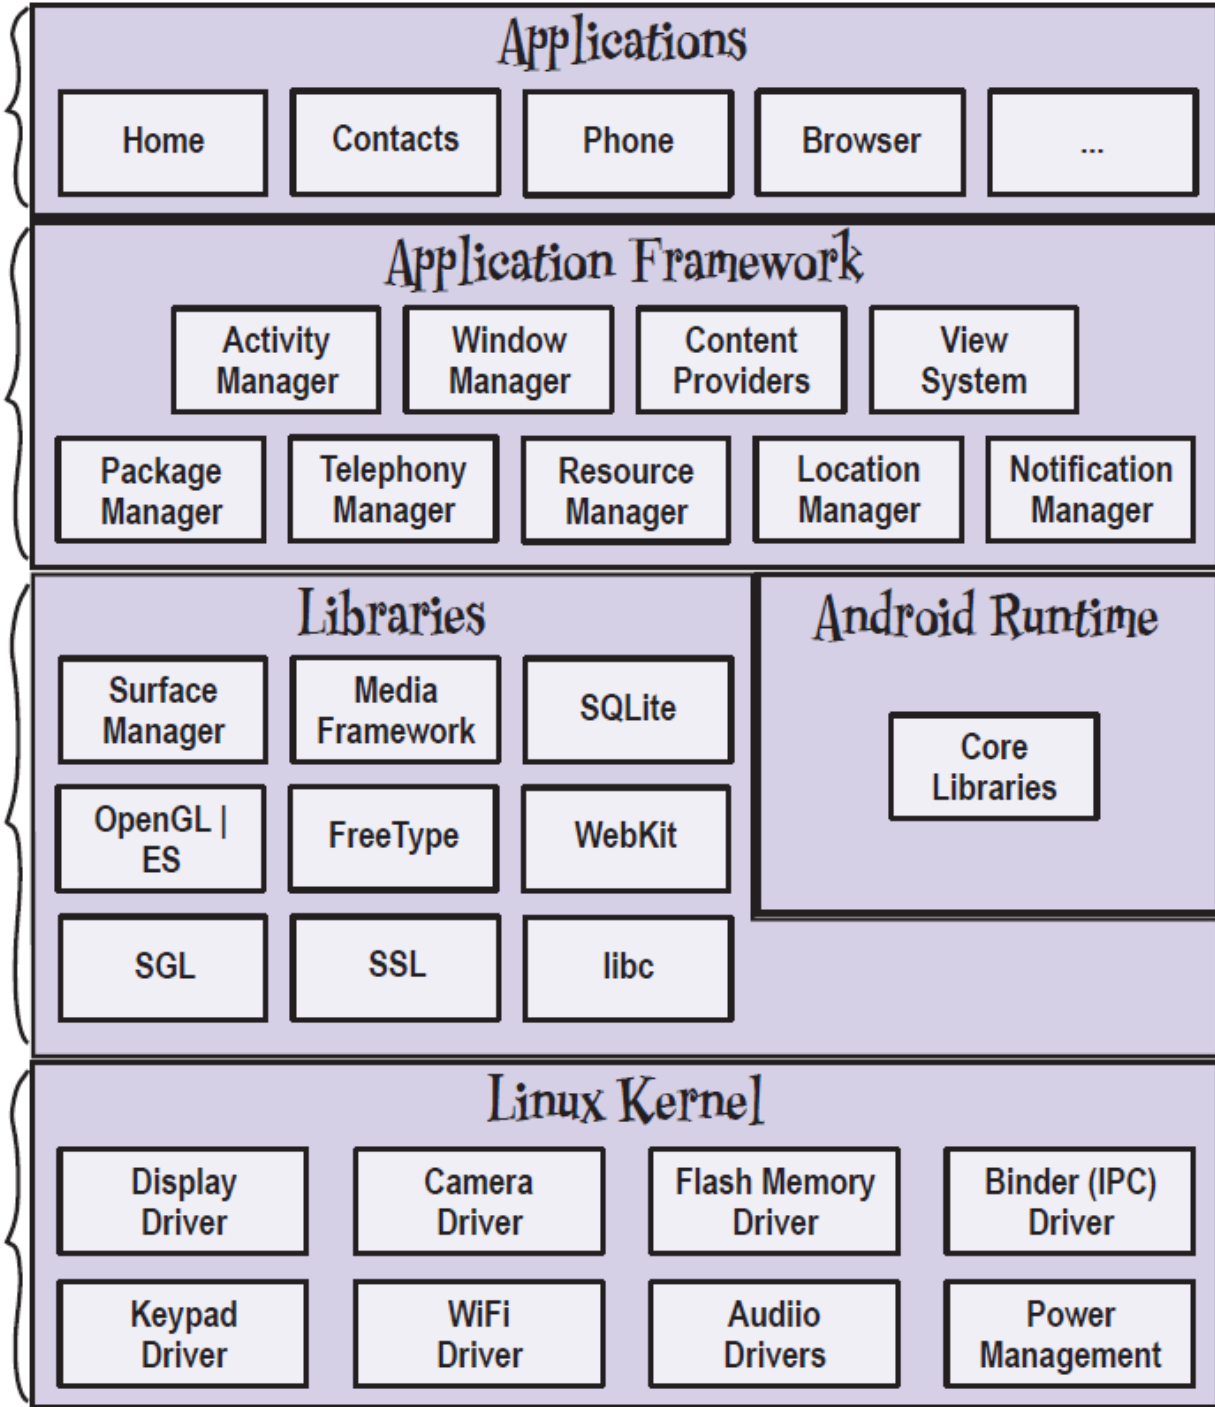 Applications
Home
Contacts
Phone
Browser
...
Application Framework
Activity
Manager
Window
Manager
Content
Providers
View
System
Package
Manager
Telephony
Manager
Resource
Manager
Location
Manager
Notification
Manager
Libraries
Surface
Manager
Media
Framework
SQLite
OpenGL |
ES
FreeType
WebKit
SGL
SSL
libc
Android Runtime
Core
Libraries
Linux Kernel
Display
Driver
Camera
Driver
Flash Memory
Driver
Binder (IPC)
Driver
Keypad
Driver
WiFi
Driver
Audiio
Drivers
Power
Management